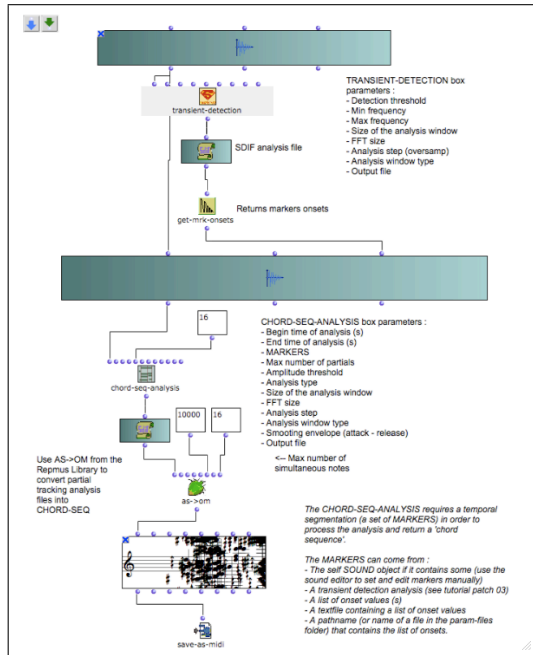 TRANSIENT-DETECTION box
parameters :
- Detection threshold
- Min frequency
- Max frequency
- Size of the analysis window
- FFT size
- Analysis step (oversamp)
- Analysis window type
- Output file
transient-detection
SDIF analysis file
get-mrk-onsets
Returns markers onsets
16
CHORD-SEQ-ANALYSIS box parameters :
- Begin time of analysis (s)
- End time of analysis (s)
- MARKERS
- Max number of partials
- Amplitude threshold
- Analysis type
- Size of the analysis window
- FFT size
- Analysis step
- Analysis window type
- Smooting envelope (attack - release)
- Output file
chord-seq-analysis
10000
16
<-- Max number of
simultaneous notes
Use AS->OM from the
Repmus Library to
convert partial
tracking analysis
files into
CHORD-SEQ
as->om
The CHORD-SEQ-ANALYSIS requires a temporal
segmentation (a set of MARKERS) in order to
process the analysis and return a 'chord
sequence'.
The MARKERS can come from :
- The self SOUND object if it contains some (use the
sound editor to set and edit markers manually)
- A transient detection analysis (see tutorial patch 03)
- A list of onset values (s)
- A textfile containing a list of onset values
- A pathname (or name of a file in the param-files
folder) that contains the list of onsets.
save-as-midi